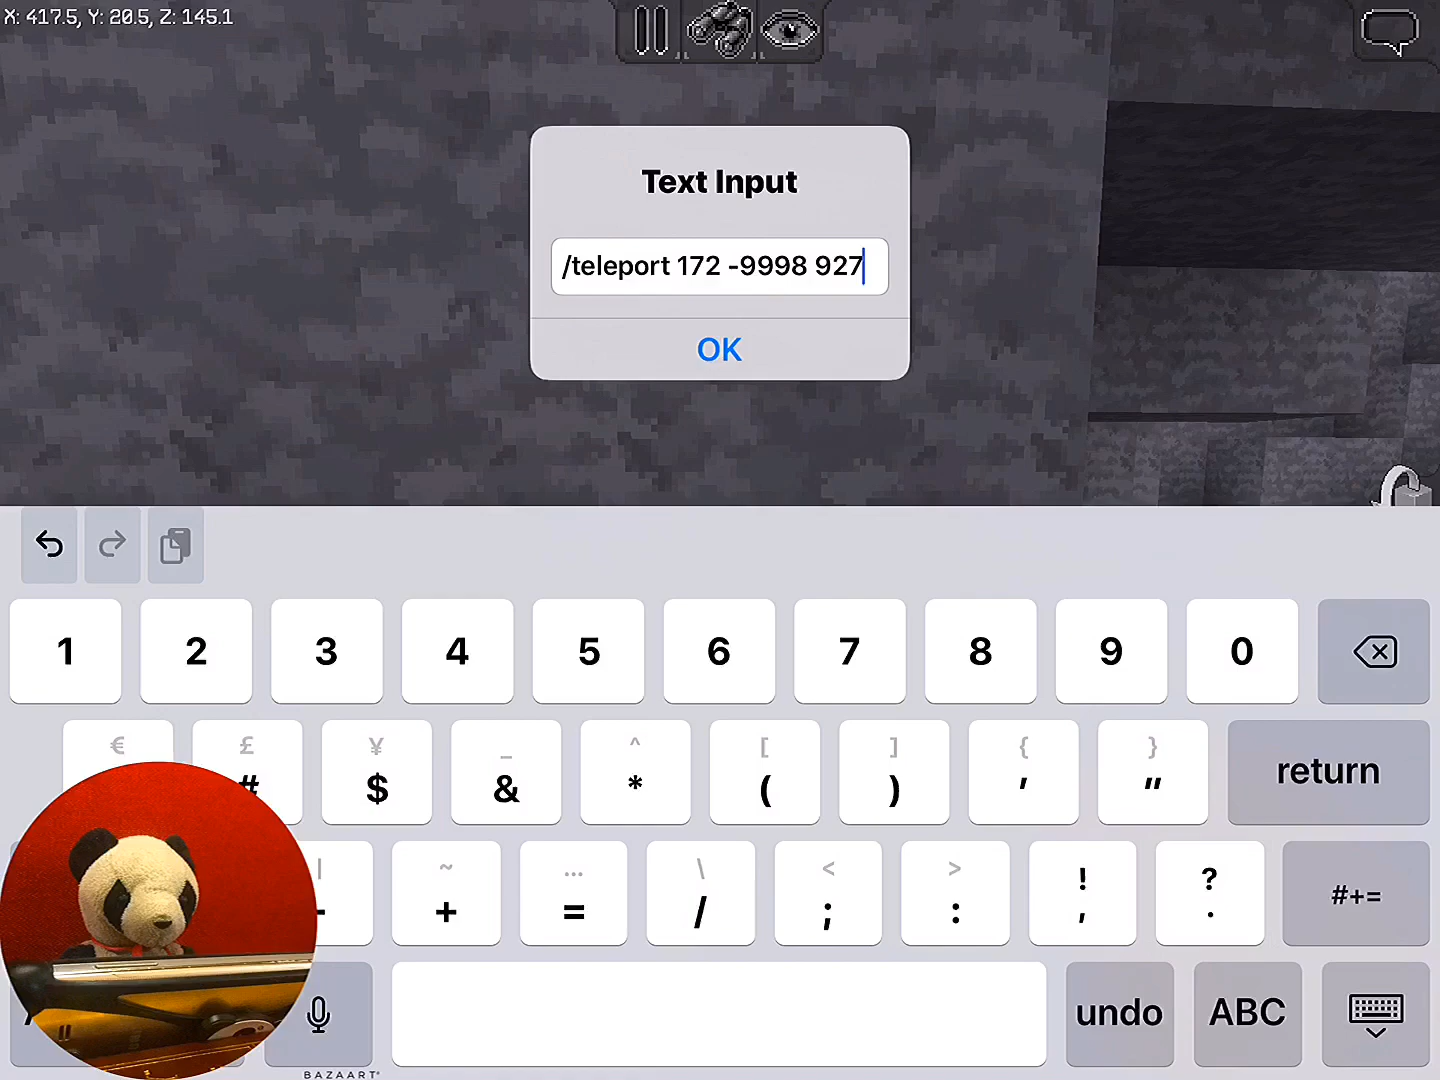 X: 417.5, Y: 20.5, Z: 145.1
Text Input
/teleport 172 -9998 927
OK
1 2 3 4 5 6 7 8 9 0
€ £ ¥ _ ^ [ ] { }
# $ & * ( ) ' " return
| ~ … \ < > ! ?
- + = / ; : , . #+=
undo ABC
BAZAART